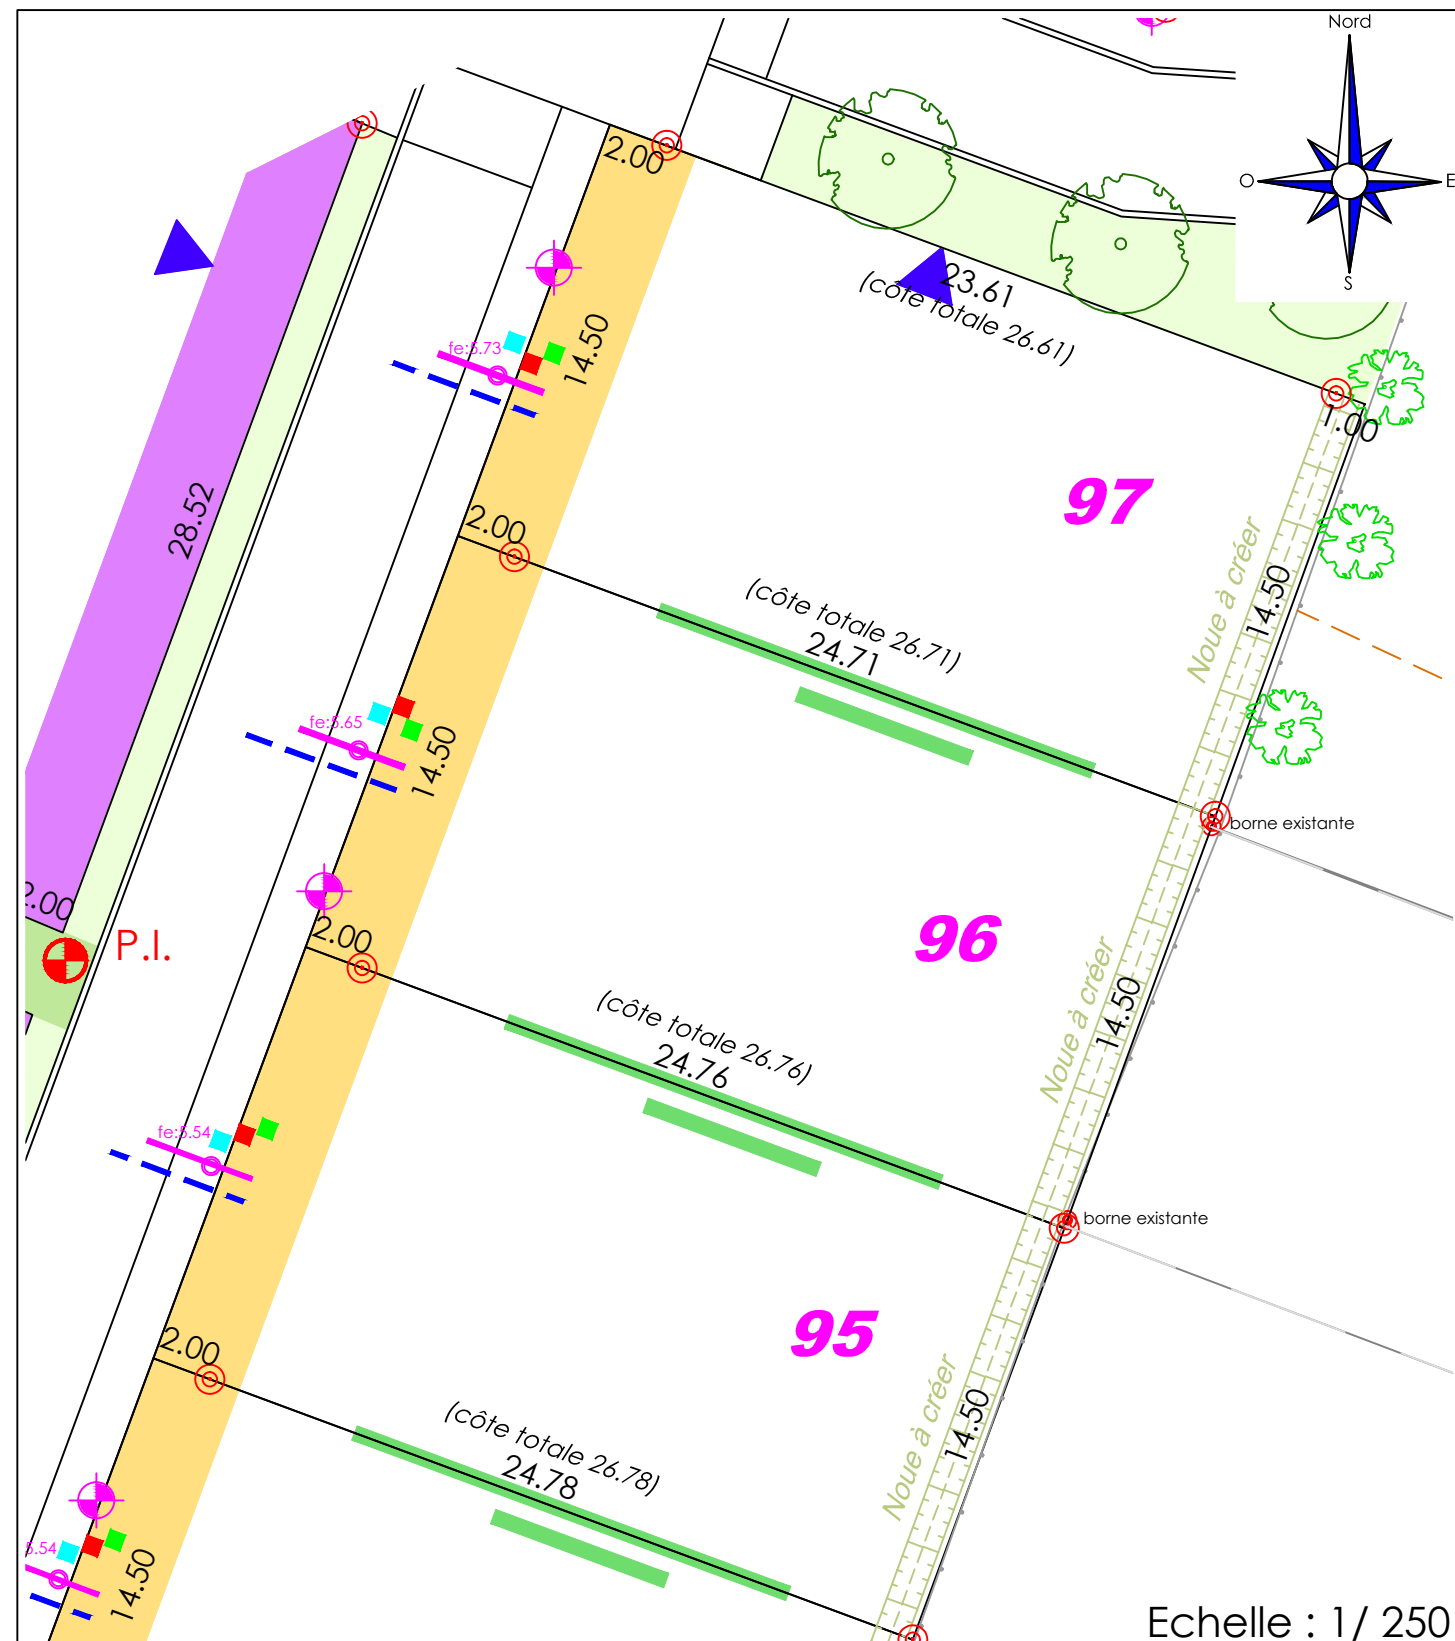 Nord
O
E
S
2.00
23.61
(côte totale 26.61)
14.50
fe:5.73
1.00
97
28.52
2.00
Noue à créer
14.50
(côte totale 26.71)
24.71
fe:5.65
14.50
borne existante
2.00
P.I.
2.00
96
Noue à créer
14.50
(côte totale 26.76)
24.76
fe:5.54
borne existante
95
2.00
Noue à créer
14.50
(côte totale 26.78)
24.78
5.54
14.50
Echelle : 1/ 250